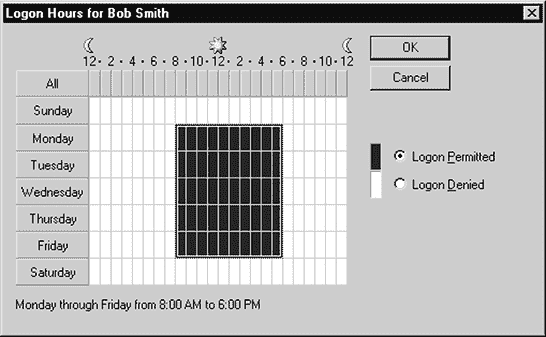 Logon Hours for Bob Smith
OK
12 · 2 · 4 · 6 · 8 · 10 · 12 · 2 · 4 · 6 · 8 · 10 · 12
Cancel
All
Sunday
Monday
Tuesday
Wednesday
Thursday
Friday
Saturday
Logon Permitted
Logon Denied
Monday through Friday from 8:00 AM to 6:00 PM